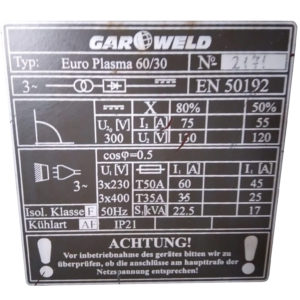 GAR WELD
Typ: Euro Plasma 60/30 № 2171
3~ EN 50192
X 80% 50%
U₀ [V] I₂ [A] 75 55
300 U₂ [V] 130 120
cosφ=0.5
U₁ [V] I₁ [A] I₁ [A]
3~ 3x230 T50A 60 45
3x400 T35A 35 25
Isol. Klasse F 50Hz S₁ kVA 22.5 17
Kühlart AF IP21
ACHTUNG!
Vor inbetriebnahme des gerätes bitten wir zu
überprüfen, ob die anschlüsse am haupttrafo der
Netzspannung entsprechen!